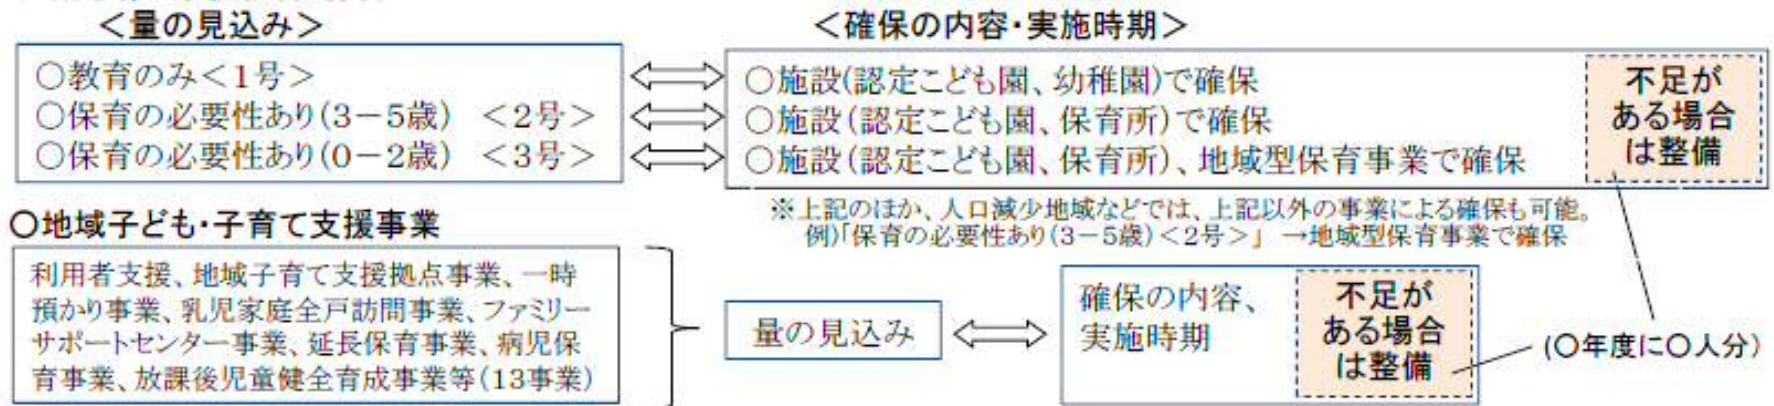 ＜量の見込み＞
＜確保の内容・実施時期＞
○教育のみ＜１号＞
○保育の必要性あり(３－５歳)　＜２号＞
○保育の必要性あり(０－２歳)　＜３号＞
○施設(認定こども園、幼稚園)で確保
○施設(認定こども園、保育所)で確保
○施設(認定こども園、保育所)、地域型保育事業で確保
不足が
ある場合
は整備
※上記のほか、人口減少地域などでは、上記以外の事業による確保も可能。
例)「保育の必要性あり(３－５歳)＜２号＞」 →地域型保育事業で確保
○地域子ども・子育て支援事業
利用者支援、地域子育て支援拠点事業、一時
預かり事業、乳児家庭全戸訪問事業、ファミリー
サポートセンター事業、延長保育事業、病児保
育事業、放課後児童健全育成事業等(13事業)
量の見込み
確保の内容、
実施時期
不足が
ある場合
は整備
(○年度に○人分)